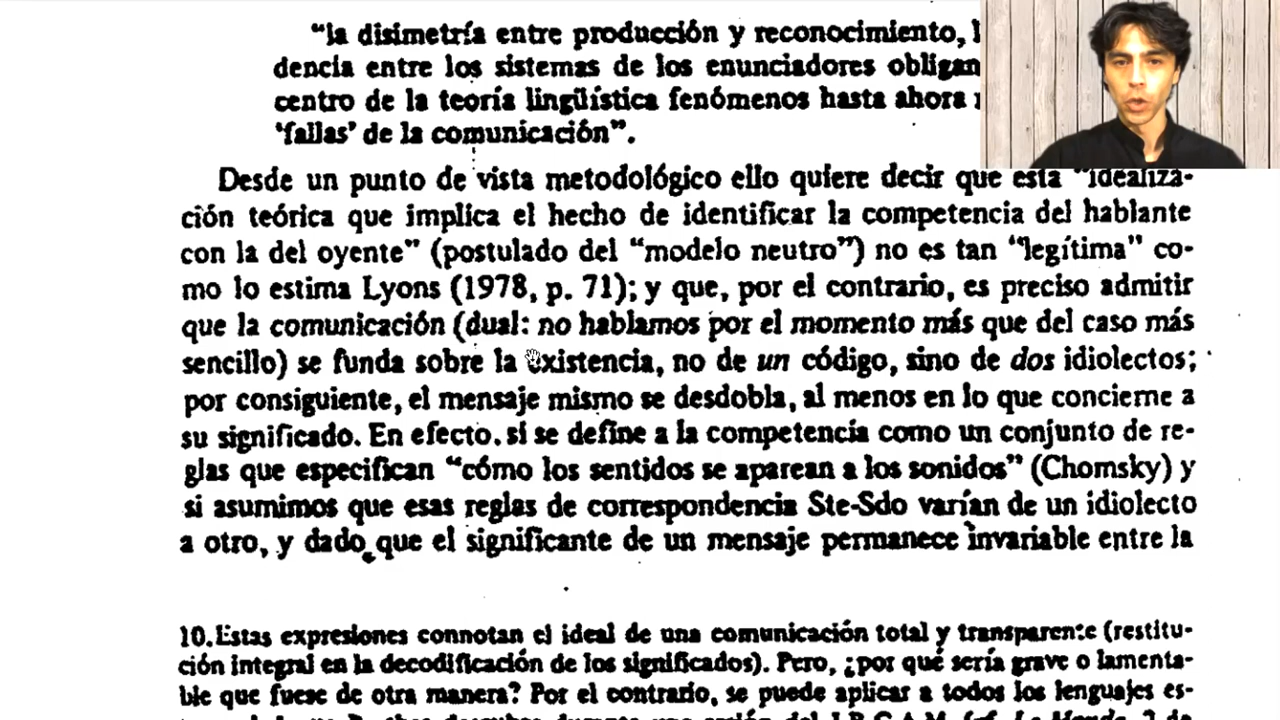 “la disimetría entre producción y reconocimiento,
dencia entre los sistemas de los enunciadores obligan
centro de la teoría lingüística fenómenos hasta ahora
‘fallas’ de la comunicación”.
Desde un punto de vista metodológico ello quiere decir que esta “idealiza-
ción teórica que implica el hecho de identificar la competencia del hablante
con la del oyente” (postulado del “modelo neutro”) no es tan “legítima” co-
mo lo estima Lyons (1978, p. 71); y que, por el contrario, es preciso admitir
que la comunicación (dual: no hablamos por el momento más que del caso más
sencillo) se funda sobre la existencia, no de un código, sino de dos idiolectos;
por consiguiente, el mensaje mismo se desdobla, al menos en lo que concierne a
su significado. En efecto, si se define a la competencia como un conjunto de re-
glas que especifican “cómo los sentidos se aparean a los sonidos” (Chomsky) y
si asumimos que esas reglas de correspondencia Ste-Sdo varían de un idiolecto
a otro, y dado que el significante de un mensaje permanece invariable entre la
10. Estas expresiones connotan el ideal de una comunicación total y transparente (restitu-
ción integral en la decodificación de los significados). Pero, ¿por qué sería grave o lamenta-
ble que fuese de otra manera? Por el contrario, se puede aplicar a todos los lenguajes es-